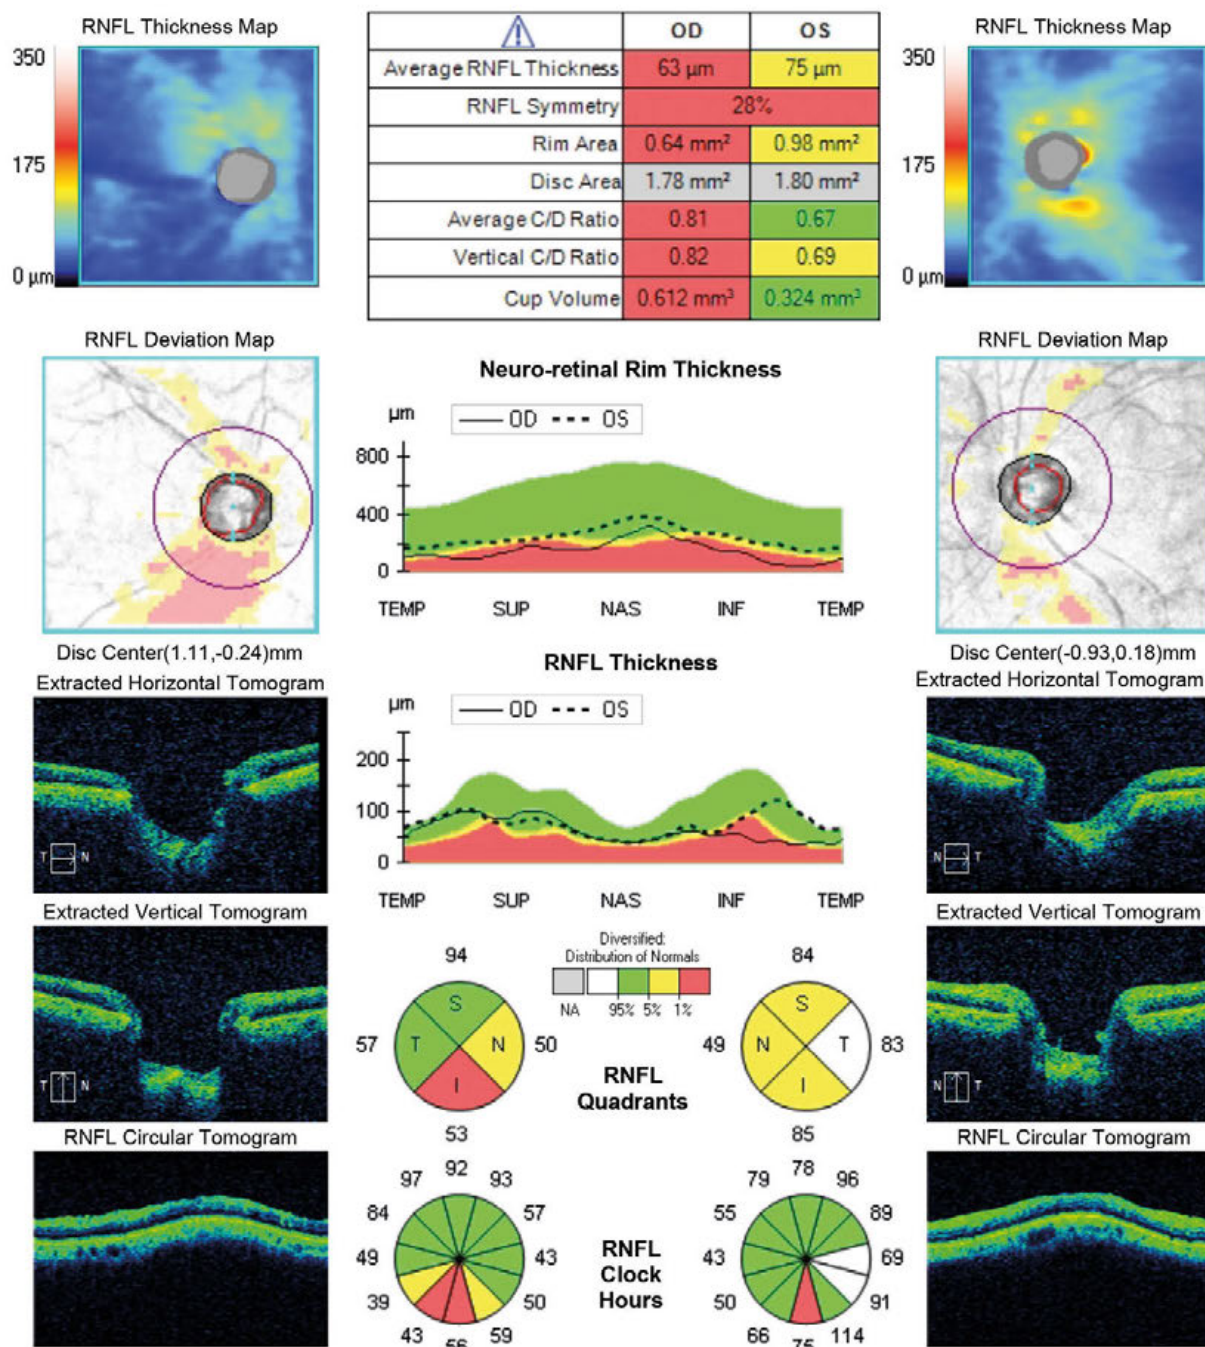 RNFL Thickness Map
350
175
0 µm
OD OS
Average RNFL Thickness 63 µm 75 µm
RNFL Symmetry 28%
Rim Area 0.64 mm² 0.98 mm²
Disc Area 1.78 mm² 1.80 mm²
Average C/D Ratio 0.81 0.67
Vertical C/D Ratio 0.82 0.69
Cup Volume 0.612 mm³ 0.324 mm³
RNFL Thickness Map
350
175
0 µm
RNFL Deviation Map
Disc Center(1.11,-0.24)mm
Neuro-retinal Rim Thickness
µm
OD OS
800
400
0
TEMP SUP NAS INF TEMP
RNFL Deviation Map
Disc Center(-0.93,0.18)mm
Extracted Horizontal Tomogram
T N
RNFL Thickness
µm
OD OS
200
100
0
TEMP SUP NAS INF TEMP
Extracted Horizontal Tomogram
N T
Extracted Vertical Tomogram
T N
94
S
57 T N 50
I
53
Diversified:
Distribution of Normals
NA 95% 5% 1%
RNFL
Quadrants
84
S
49 N T 83
I
85
Extracted Vertical Tomogram
N T
RNFL Circular Tomogram
92
97 93
84 57
49 43
39 50
43 59
56
RNFL
Clock
Hours
78
79 96
55 89
43 69
50 91
66 114
75
RNFL Circular Tomogram